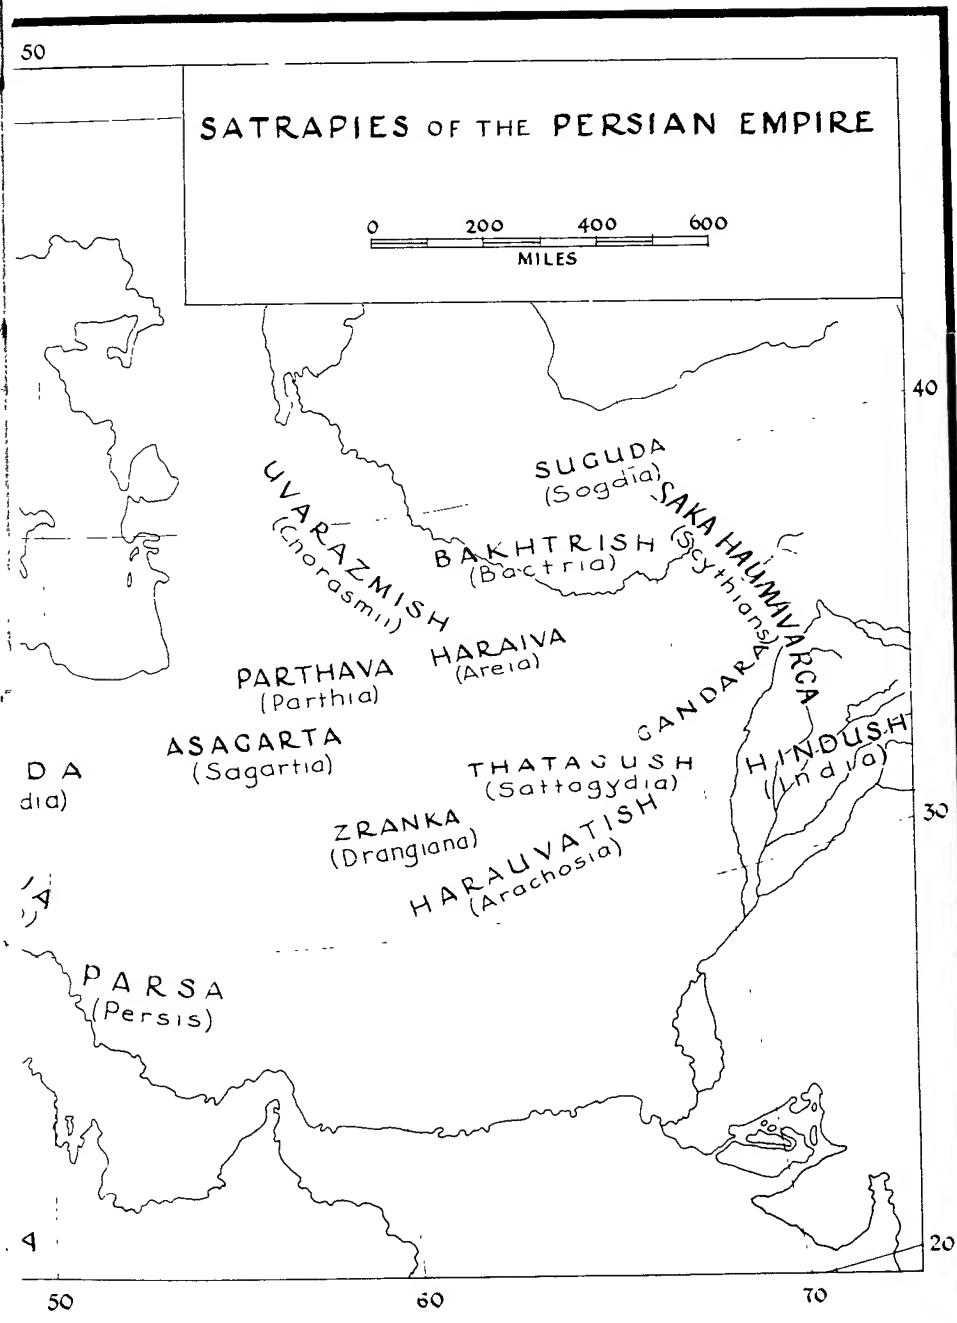 50
SATRAPIES OF THE PERSIAN EMPIRE
0 200 400 600
MILES
40
SUGUDA
(Sogdia)
SAKA HAUMAVARGA
(Scythians)
UVARAZMISH
(Chorasmii)
BAKHTRISH
(Bactria)
HARAIVA
(Areia)
PARTHAVA
(Parthia)
GANDARA
ASAGARTA
(Sagartia)
HINDUSH
(India)
DA
dia)
THATAGUSH
(Sattagydia)
30
ZRANKA
(Drangiana)
HARAUVATISH
(Arachosia)
A
PARSA
(Persis)
A
20
50 60 70